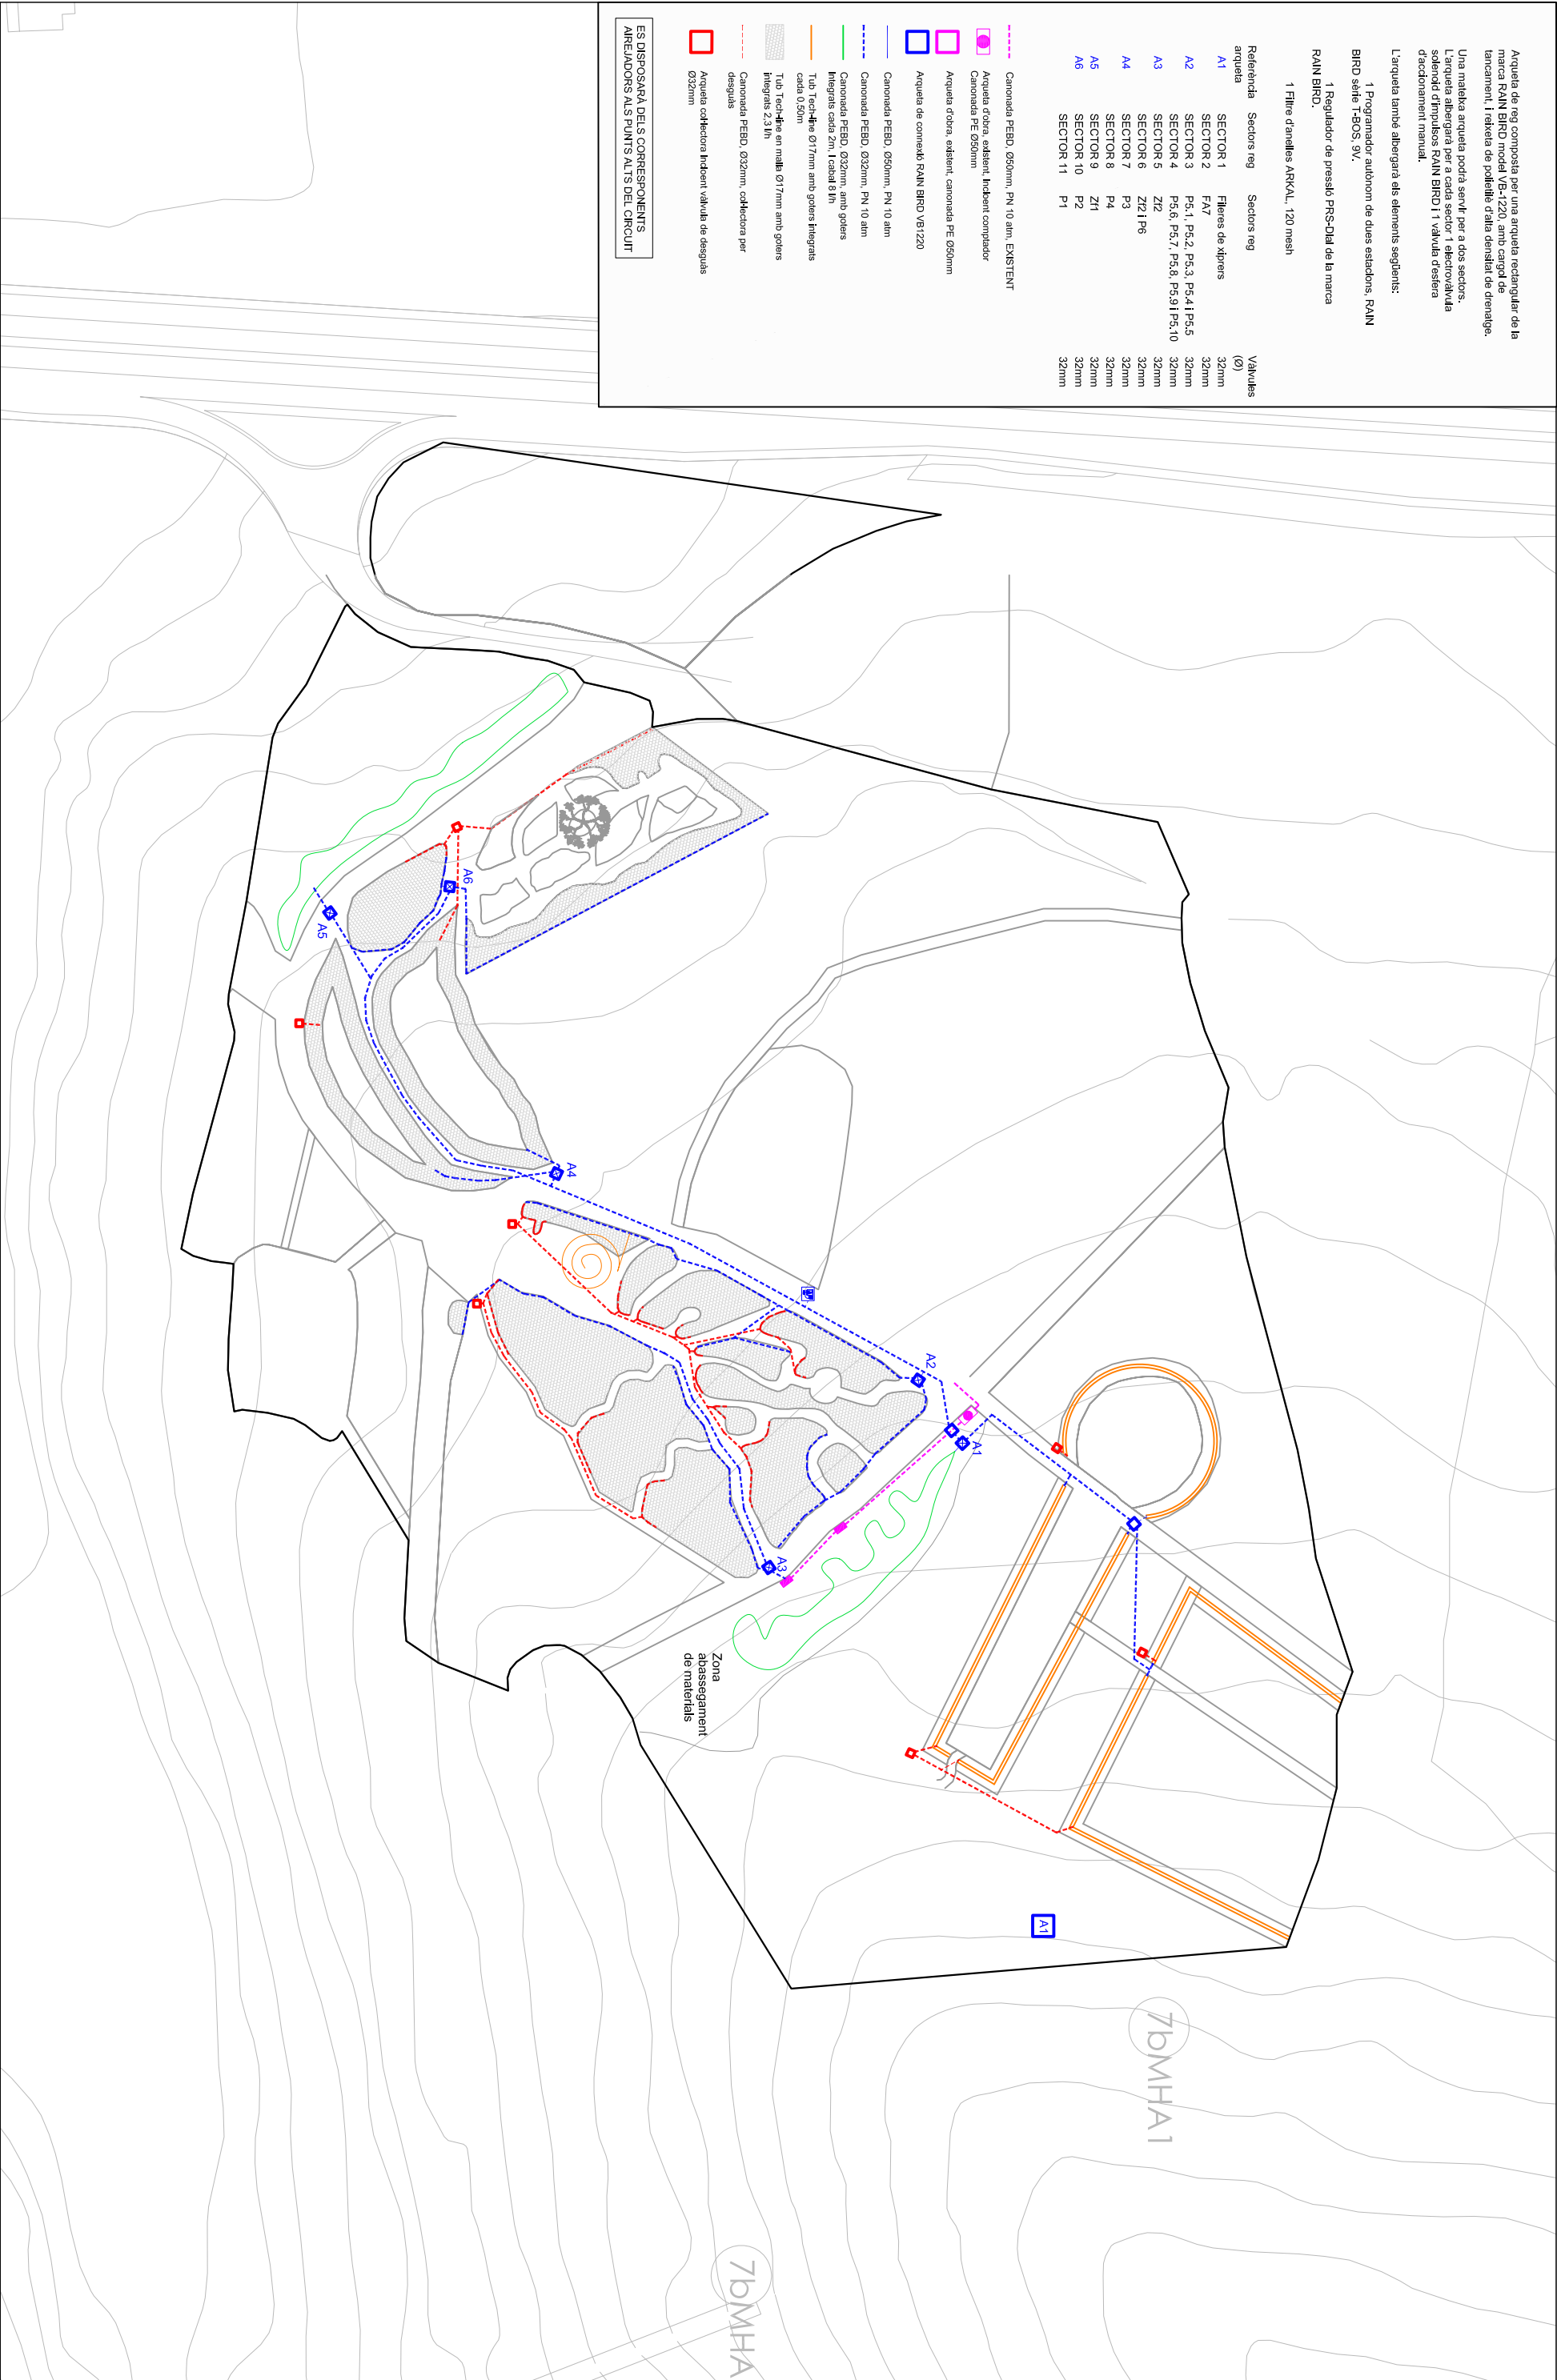 Arqueta de reg composta per una arqueta rectangular de la
marca RAIN BIRD model VB-1220, amb cargol de
tancament, i reixeta de polietilè d'alta densitat de drenatge.
Una mateixa arqueta podrà servir per a dos sectors.
L'arqueta albergarà per a cada sector 1 electrovàlvula
solenoid d'impulsos RAIN BIRD i 1 vàlvula d'esfera
d'accionament manual.
L'arqueta també albergarà els elements següents:
1 Programador autònom de dues estacions, RAIN
BIRD sèrie T-BOS, 9V.
1 Regulador de pressió PRS-Dial de la marca
RAIN BIRD.
1 Filtre d'anelles ARKAL, 120 mesh
Referència arqueta Sectors reg Sectors reg Vàlvules (Ø)
A1 SECTOR 1 Fileres de xiprers 32mm
SECTOR 2 FA7 32mm
A2 SECTOR 3 P5.1, P5.2, P5.3, P5.4 i P5.5 32mm
SECTOR 4 P5.6, P5.7, P5.8, P5.9 i P5.10 32mm
A3 SECTOR 5 Zf2 32mm
SECTOR 6 Zf2 i P6 32mm
A4 SECTOR 7 P3 32mm
SECTOR 8 P4 32mm
A5 SECTOR 9 Zf1 32mm
A6 SECTOR 10 P2 32mm
SECTOR 11 P1 32mm
Canonada PEBD, Ø50mm, PN 10 atm, EXISTENT
Arqueta d'obra, existent, incloent comptador
Canonada PE Ø50mm
Arqueta d'obra, existent, canonada PE Ø50mm
Arqueta de connexió RAIN BIRD VB1220
Canonada PEBD, Ø50mm, PN 10 atm
Canonada PEBD, Ø32mm, PN 10 atm
Canonada PEBD, Ø32mm, amb goters
integrats cada 2m, i cabal 8 l/h
Tub Tech-line Ø17mm amb goters integrats
cada 0,50m
Tub Tech-line en malla Ø17mm amb goters
integrats 2,3 l/h
Canonada PEBD, Ø32mm, col·lectora per
desguàs
Arqueta col·lectora incloent vàlvula de desguàs
Ø32mm
ES DISPOSARÀ DELS CORRESPONENTS
AIREJADORS ALS PUNTS ALTS DEL CIRCUIT
A6
A5
A4
A2
A1
A3
Zona
abassegament
de materials
A1
7bMHA1
7bMHA